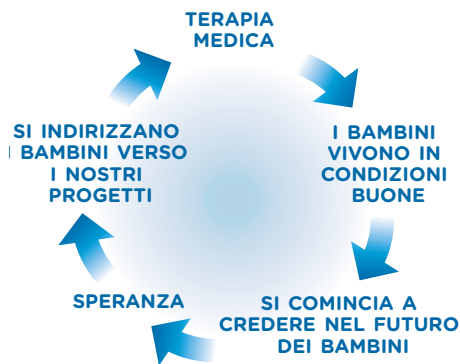 TERAPIA
MEDICA
I BAMBINI
VIVONO IN
CONDIZIONI
BUONE
SI COMINCIA A
CREDERE NEL FUTURO
DEI BAMBINI
SPERANZA
SI INDIRIZZANO
I BAMBINI VERSO
I NOSTRI
PROGETTI